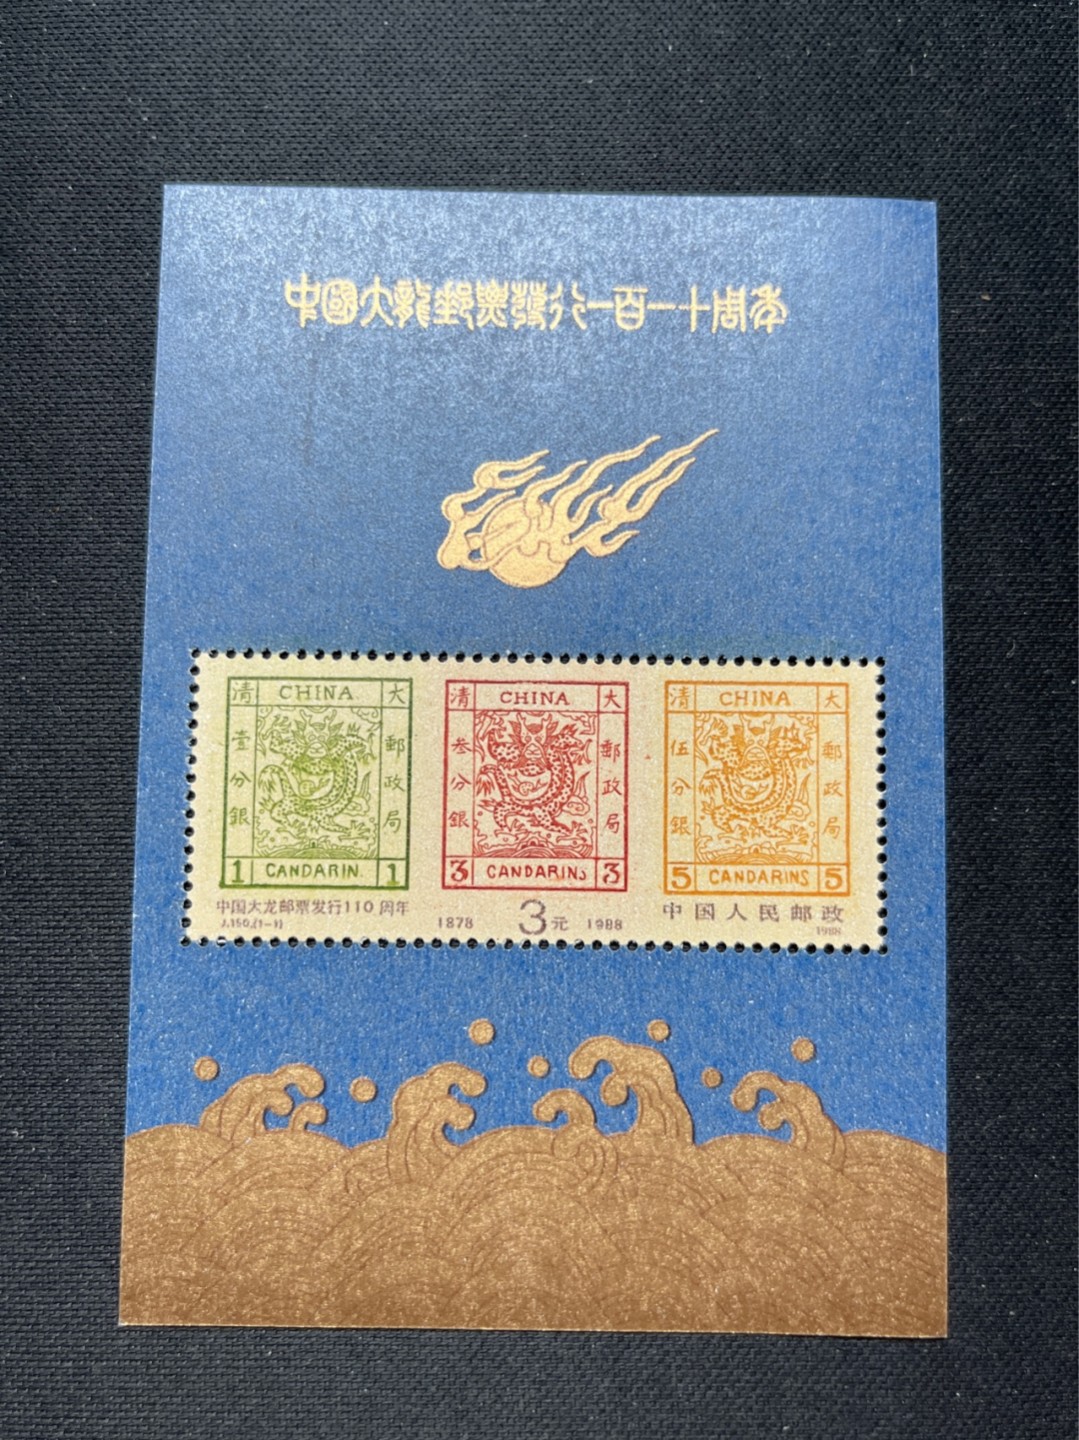 中國大龍郵票發行一百一十周年
清 CHINA 大
壹分銀
郵政局
1 CANDARIN. 1
清 CHINA 大
叁分銀
郵政局
3 CANDARINS 3
清 CHINA 大
伍分銀
郵政局
5 CANDARINS 5
中国大龙邮票发行110周年
J.150.(1-1)
1878 3元 1988
中国人民邮政
1988